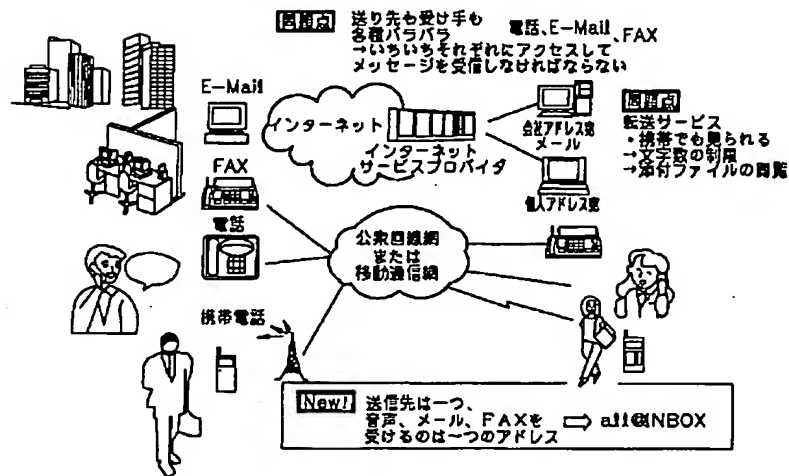 問題点
送り先も受け手も
各種バラバラ
→いちいちそれぞれにアクセスして
メッセージを受信しなければならない
電話、E-Mail、FAX
E-Mail
インターネット
インターネット
サービスプロバイダ
会社アドレス宛
メール
個人アドレス宛
問題点
転送サービス
・携帯でも見られる
→文字数の制限
→添付ファイルの閲覧
FAX
電話
公衆回線網
または
移動通信網
携帯電話
New!
送信先は一つ、
音声、メール、FAXを
受けるのは一つのアドレス
⇨ all@INBOX